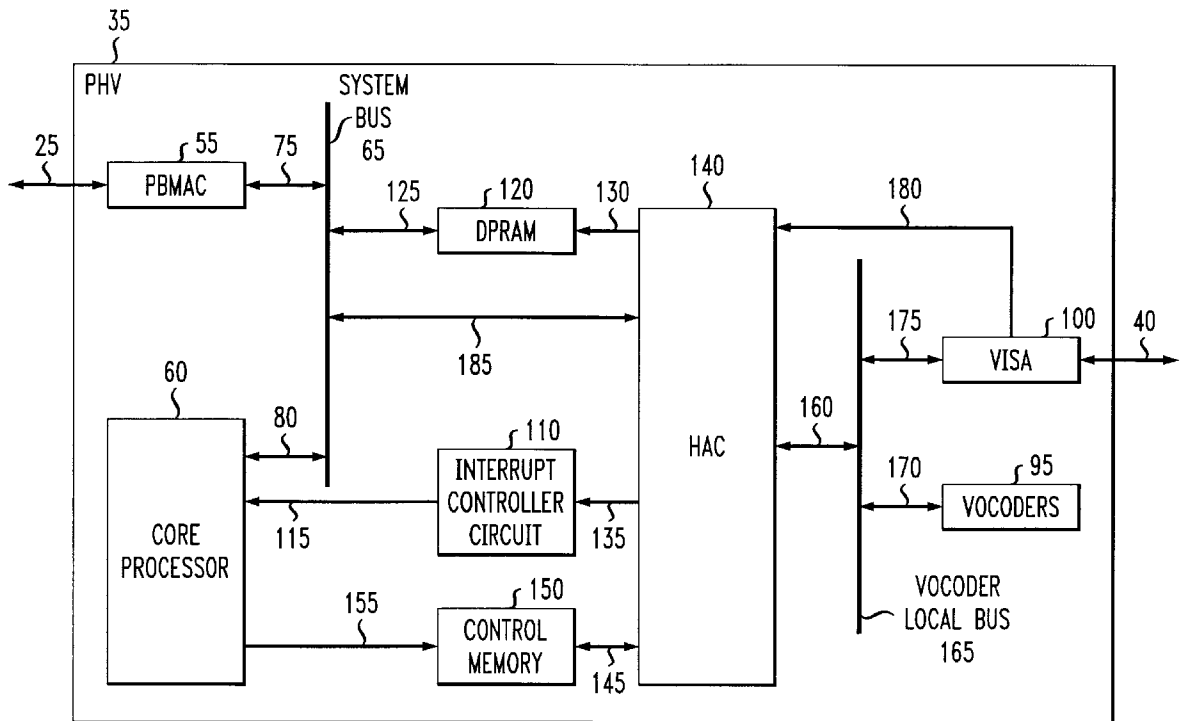 35
PHV
SYSTEM
BUS
65
25
55
PBMAC
75
125
120
DPRAM
130
140
HAC
180
185
175
100
VISA
40
60
CORE
PROCESSOR
80
115
110
INTERRUPT
CONTROLLER
CIRCUIT
135
160
170
95
VOCODERS
155
150
CONTROL
MEMORY
145
VOCODER
LOCAL BUS
165